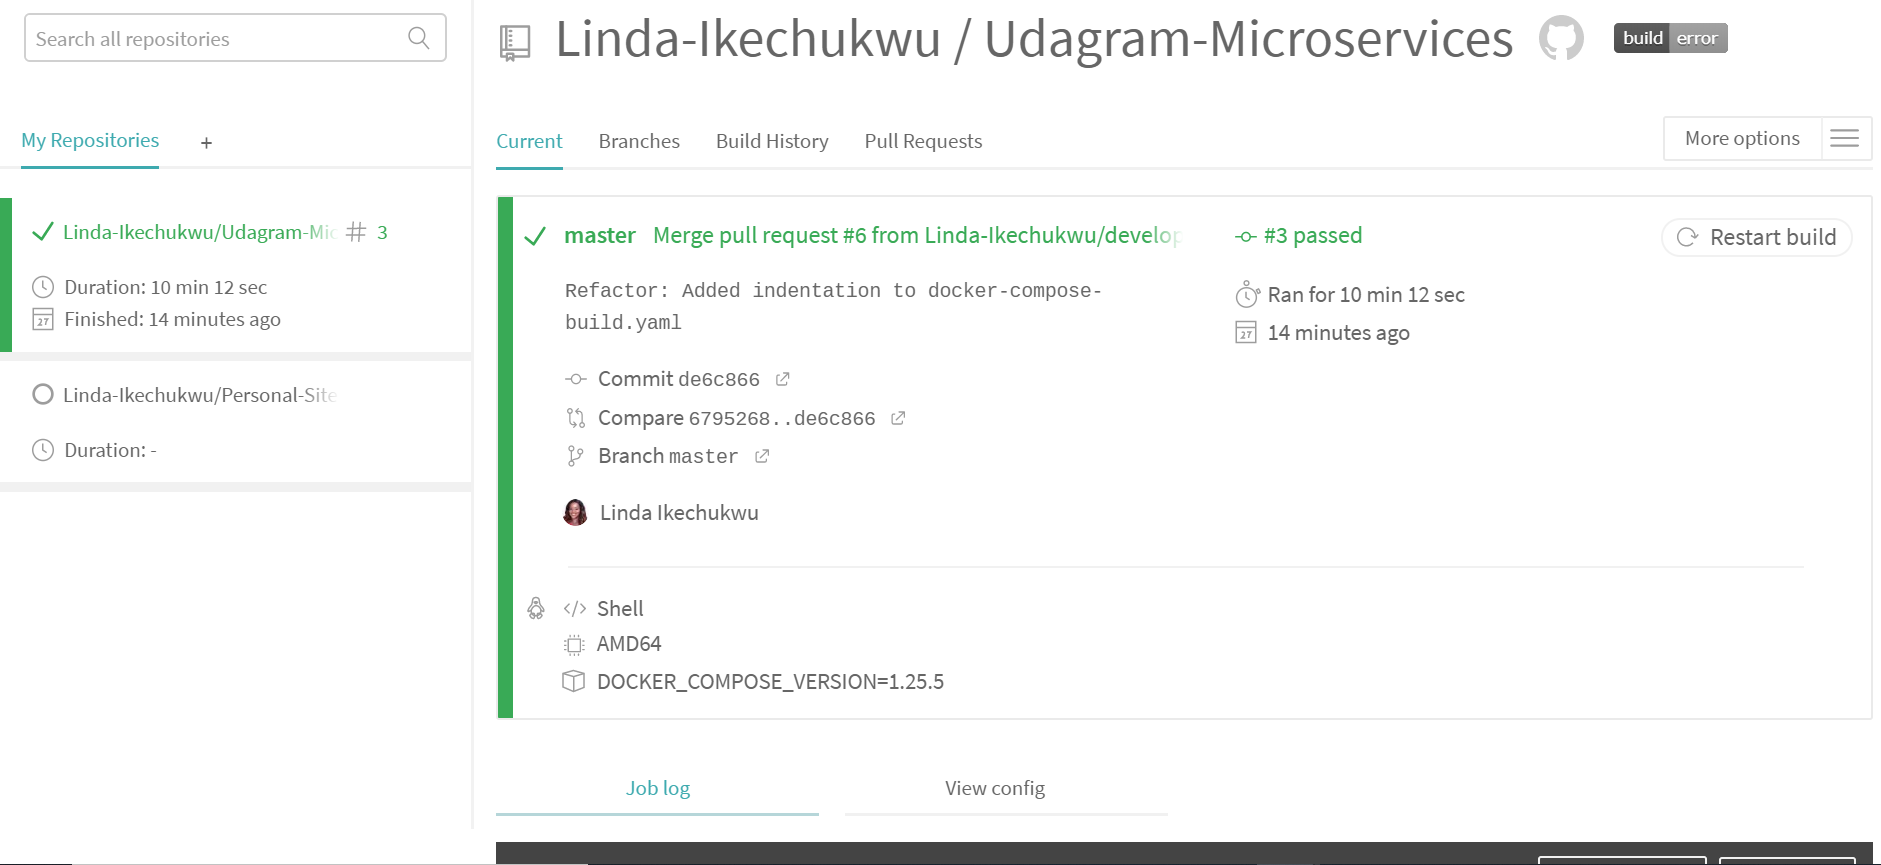 Search all repositories
Linda-Ikechukwu / Udagram-Microservices
build error
My Repositories +
Current Branches Build History Pull Requests
More options
Linda-Ikechukwu/Udagram-Mic # 3
Duration: 10 min 12 sec
27 Finished: 14 minutes ago
Linda-Ikechukwu/Personal-Site
Duration: -
master Merge pull request #6 from Linda-Ikechukwu/develop
Refactor: Added indentation to docker-compose-
build.yaml
Commit de6c866
Compare 6795268..de6c866
Branch master
Linda Ikechukwu
#3 passed
Ran for 10 min 12 sec
27 14 minutes ago
Restart build
</> Shell
AMD64
DOCKER_COMPOSE_VERSION=1.25.5
Job log View config